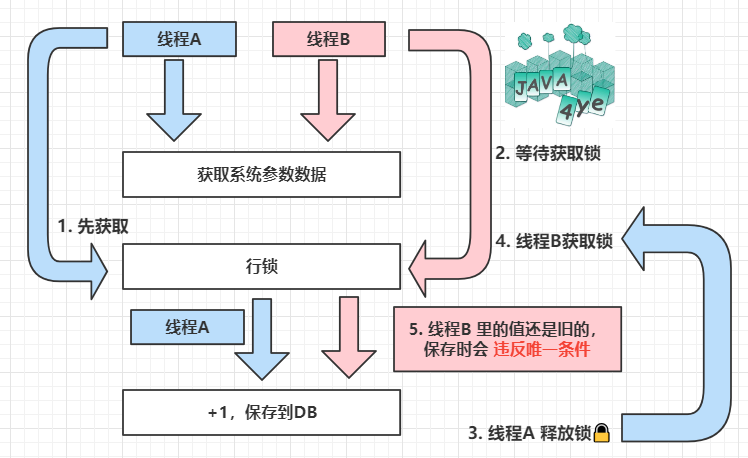 线程A
线程B
JAVA
4ye
获取系统参数数据
2. 等待获取锁
1. 先获取
4. 线程B获取锁
行锁
线程A
5. 线程B 里的值还是旧的，
保存时会 违反唯一条件
+1，保存到DB
3. 线程A 释放锁